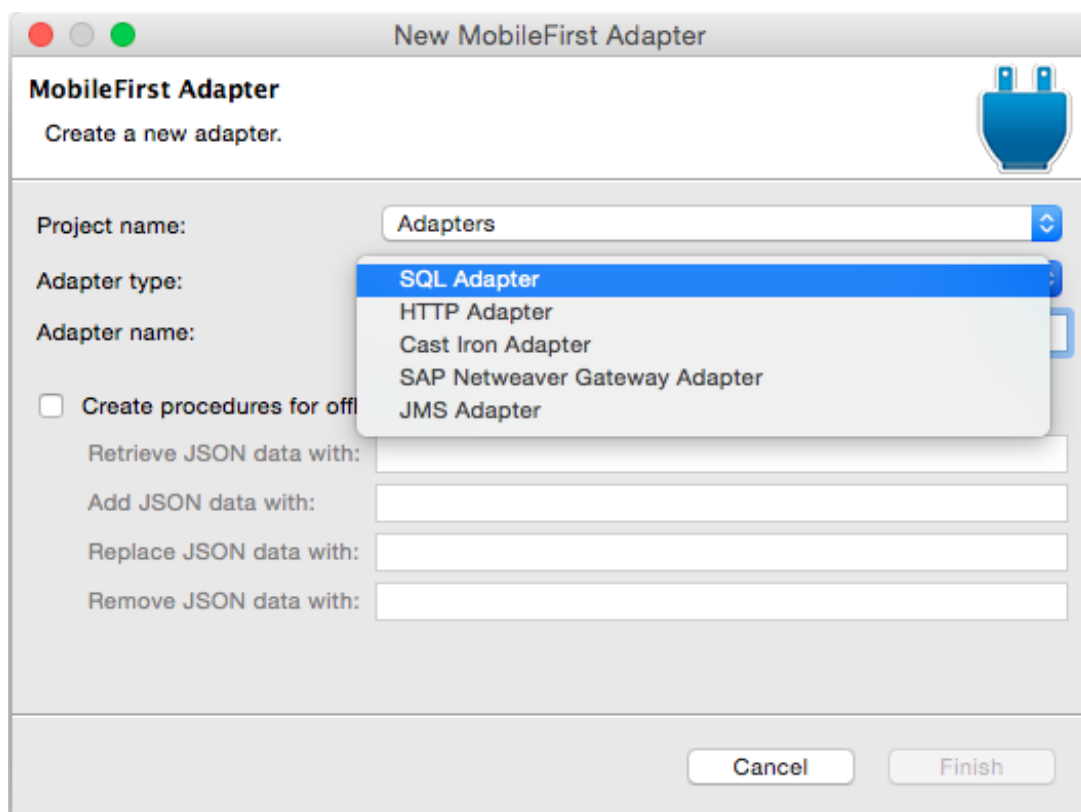 New MobileFirst Adapter
MobileFirst Adapter
Create a new adapter.
Project name: Adapters
Adapter type: SQL Adapter
HTTP Adapter
Adapter name:
Cast Iron Adapter
SAP Netweaver Gateway Adapter
Create procedures for offl
JMS Adapter
Retrieve JSON data with:
Add JSON data with:
Replace JSON data with:
Remove JSON data with:
Cancel Finish